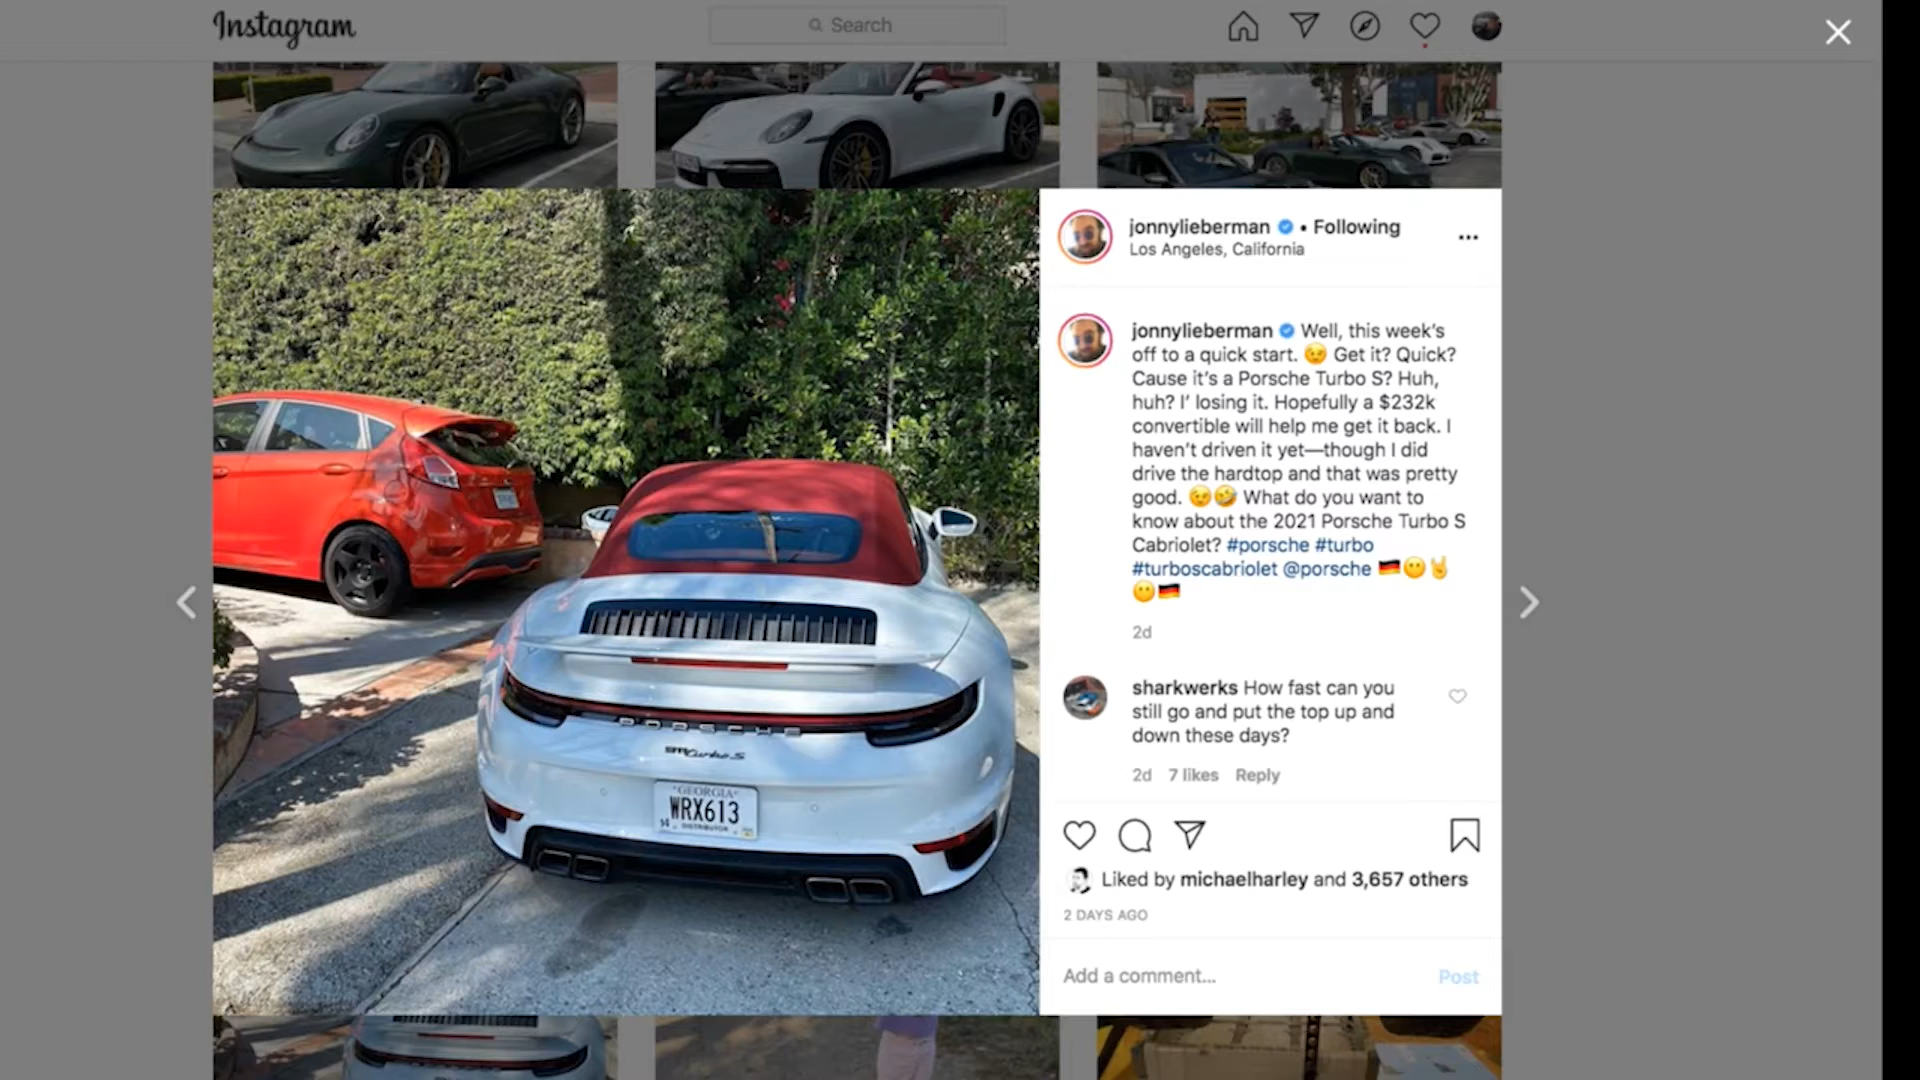 Instagram
Search
jonnylieberman • Following
Los Angeles, California
jonnylieberman Well, this week's
off to a quick start. 😉 Get it? Quick?
Cause it's a Porsche Turbo S? Huh,
huh? I' losing it. Hopefully a $232k
convertible will help me get it back. I
haven't driven it yet—though I did
drive the hardtop and that was pretty
good. 😉🤣 What do you want to
know about the 2021 Porsche Turbo S
Cabriolet? #porsche #turbo
#turboscabriolet @porsche 🇩🇪😶🤘
😶🇩🇪
2d
sharkwerks How fast can you
still go and put the top up and
down these days?
2d 7 likes Reply
Liked by michaelharley and 3,657 others
2 DAYS AGO
Add a comment... Post
PORSCHE
911 turbo S
GEORGIA
WRX613
DISTRIBUTOR